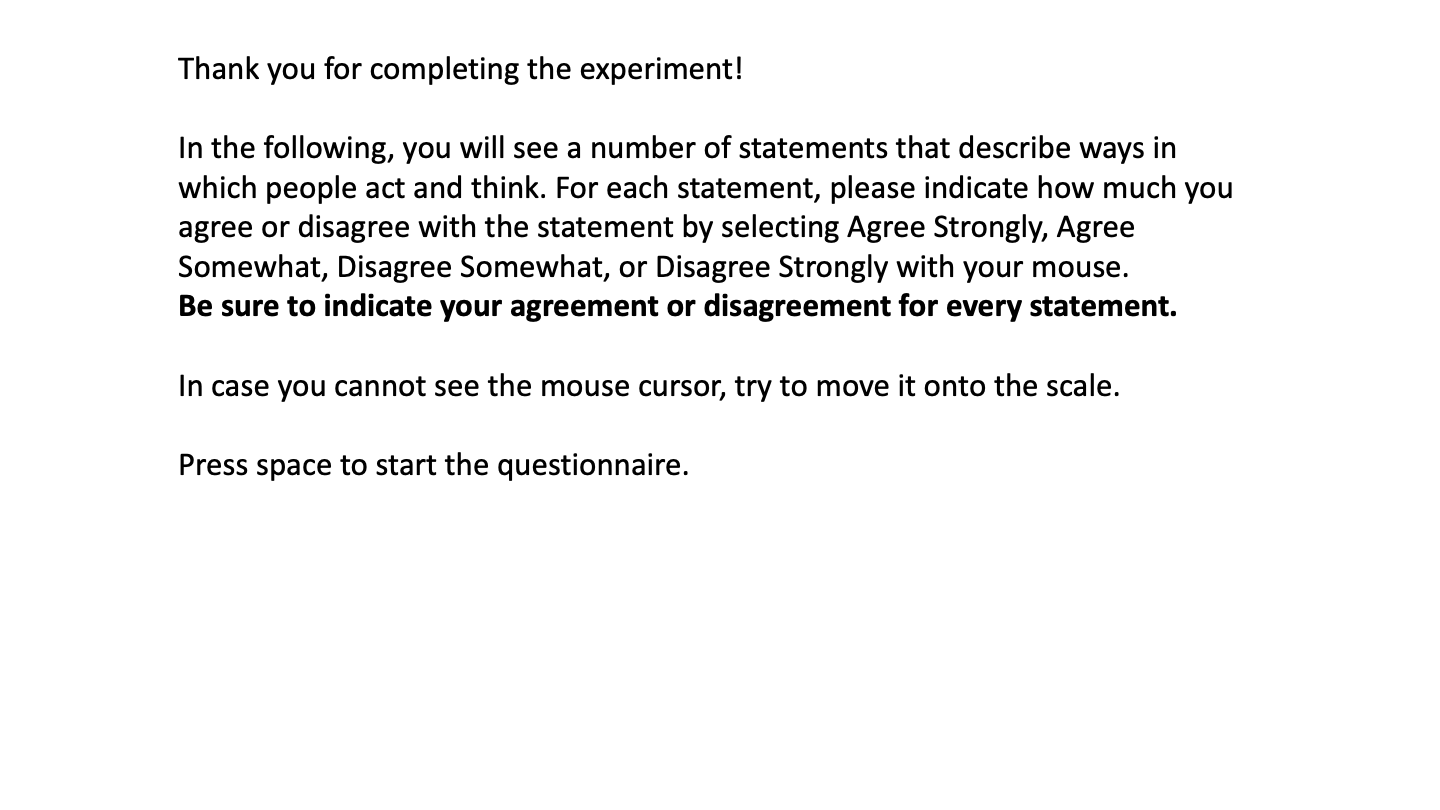 Thank you for completing the experiment!
In the following, you will see a number of statements that describe ways in
which people act and think. For each statement, please indicate how much you
agree or disagree with the statement by selecting Agree Strongly, Agree
Somewhat, Disagree Somewhat, or Disagree Strongly with your mouse.
Be sure to indicate your agreement or disagreement for every statement.
In case you cannot see the mouse cursor, try to move it onto the scale.
Press space to start the questionnaire.